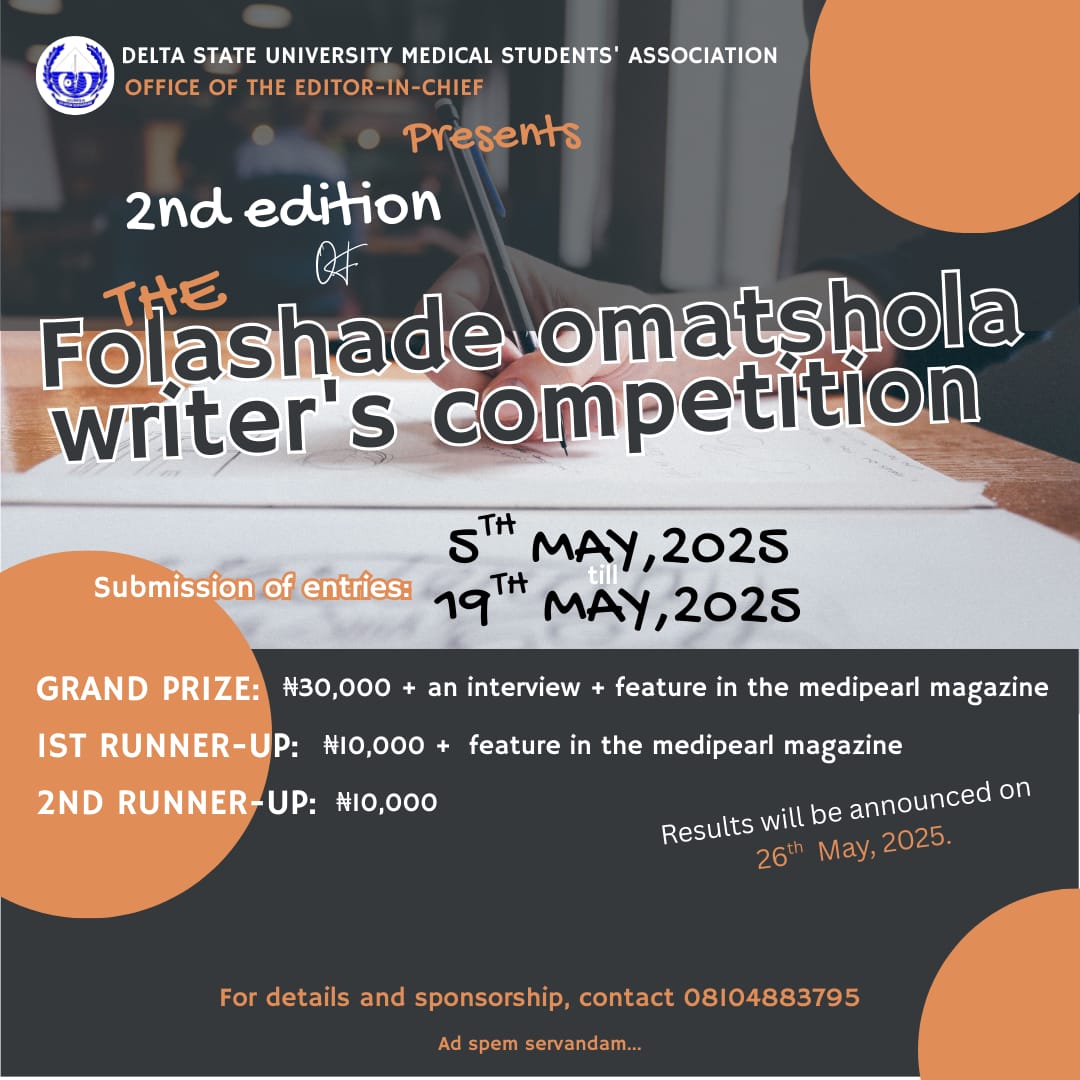 DELTA STATE UNIVERSITY MEDICAL STUDENTS' ASSOCIATION
OFFICE OF THE EDITOR-IN-CHIEF
Presents
2nd edition
OF
THE
Folashade omatshola
writer's competition
Submission of entries:
5TH MAY, 2025
till
19TH MAY, 2025
GRAND PRIZE: ₦30,000 + an interview + feature in the medipearl magazine
1ST RUNNER-UP: ₦10,000 + feature in the medipearl magazine
2ND RUNNER-UP: ₦10,000
Results will be announced on
26th May, 2025.
For details and sponsorship, contact 08104883795
Ad spem servandam...